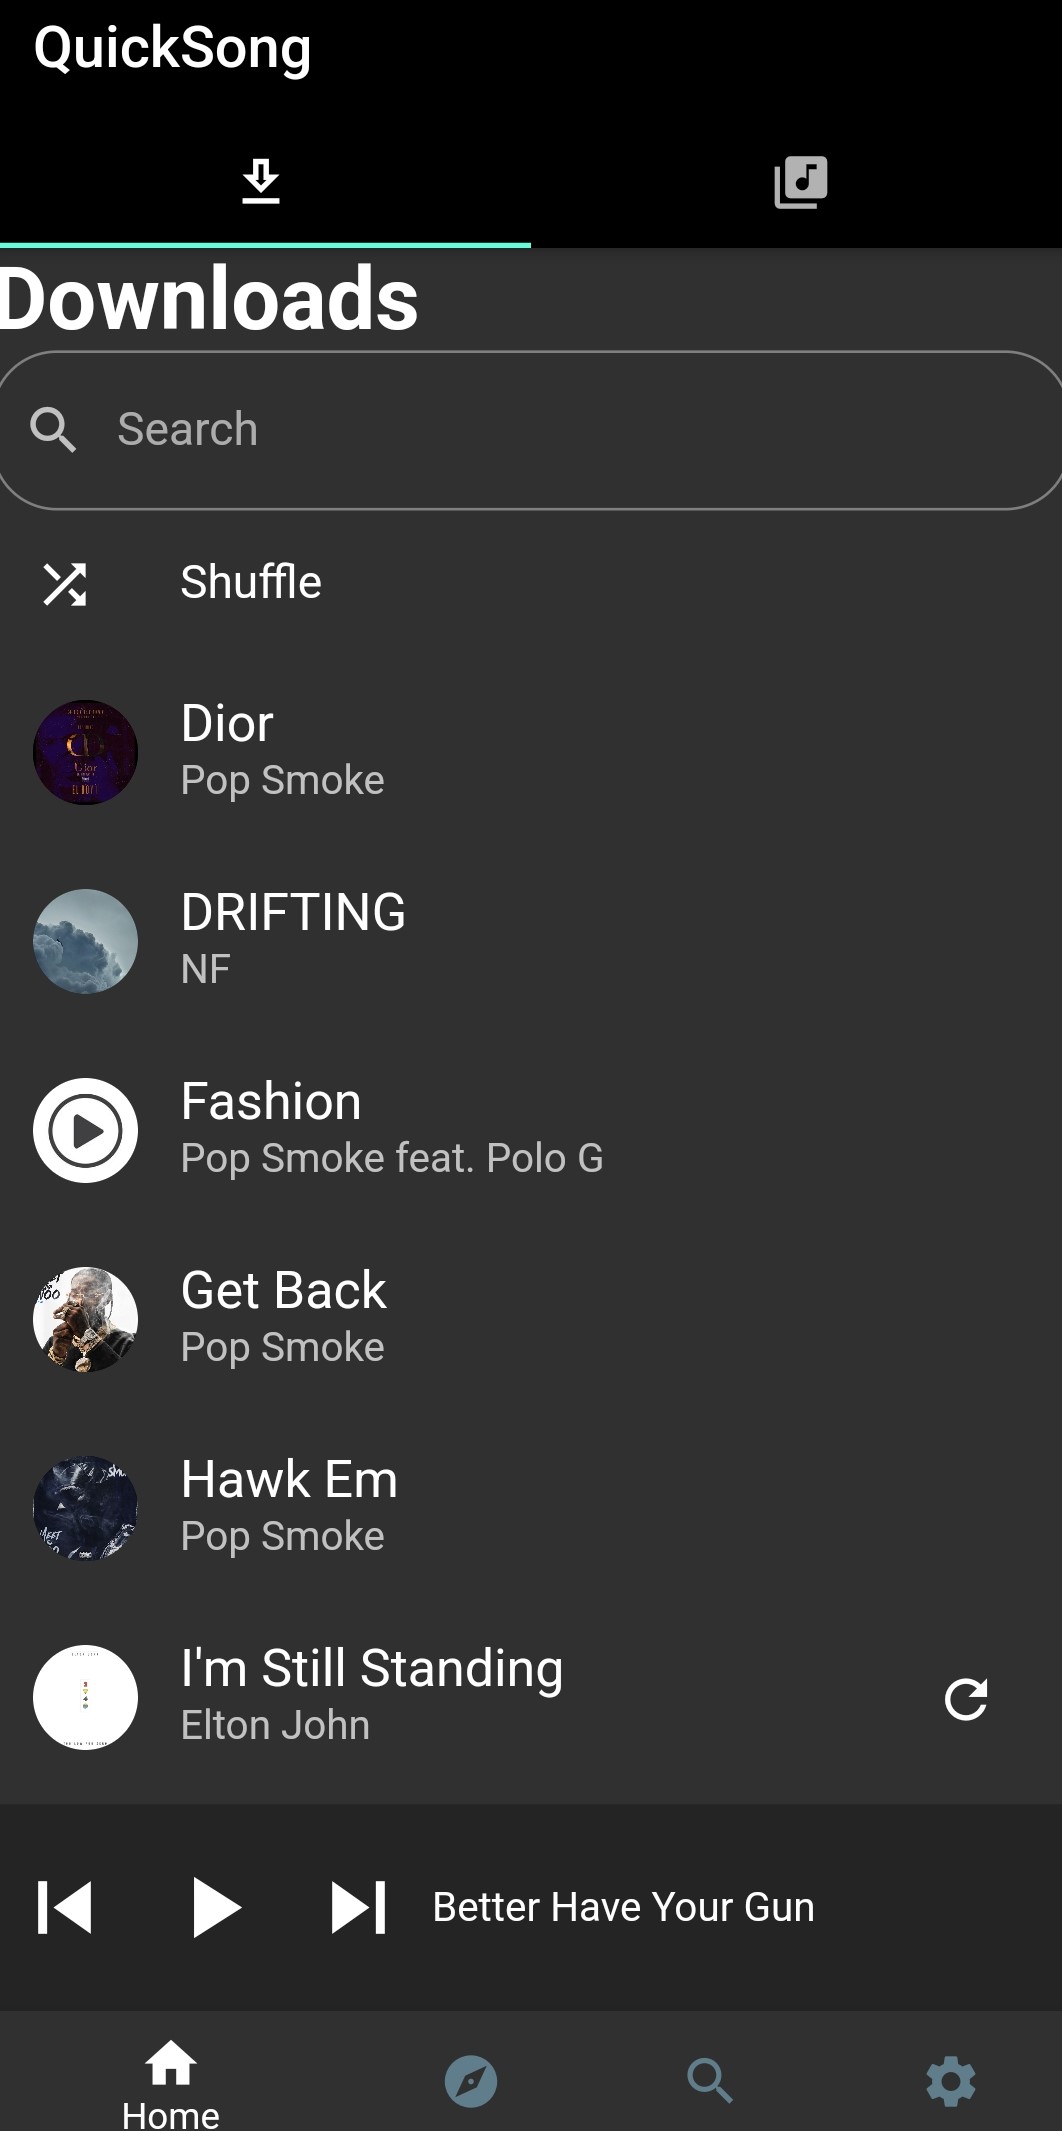 QuickSong
Downloads
Search
Shuffle
Dior
Pop Smoke
DRIFTING
NF
Fashion
Pop Smoke feat. Polo G
Get Back
Pop Smoke
Hawk Em
Pop Smoke
I'm Still Standing
Elton John
Better Have Your Gun
Home